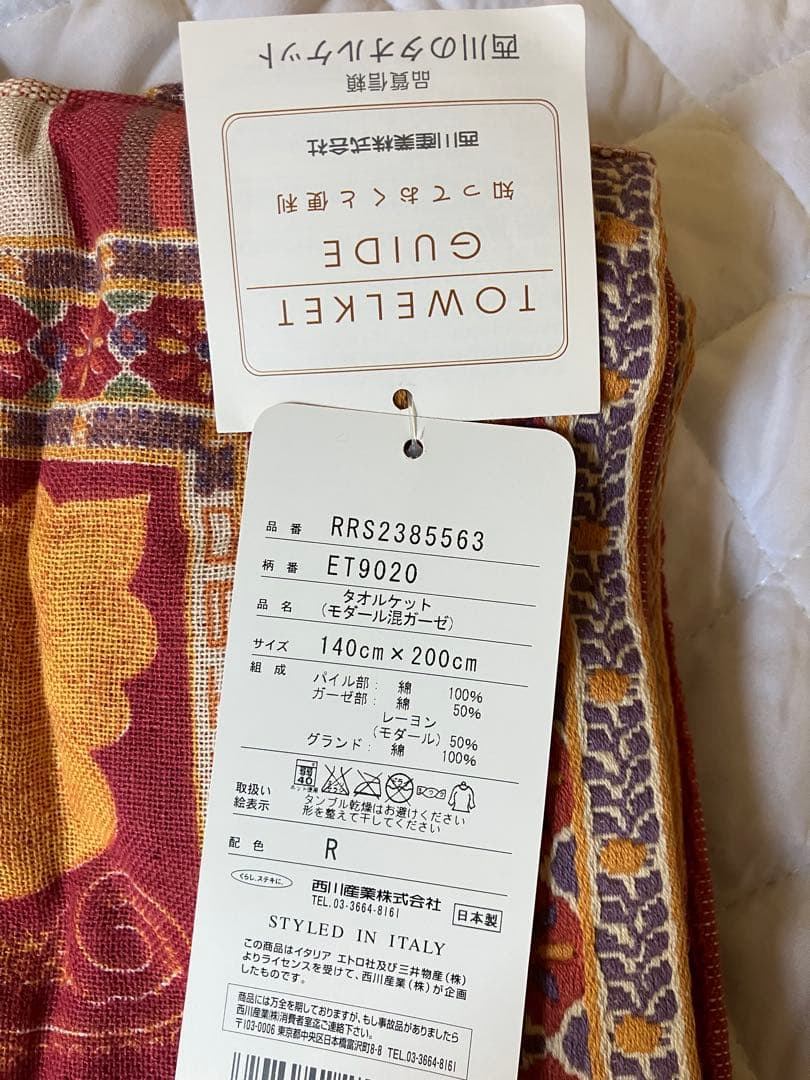 西川のタオルケット
品質信頼
西川産業株式会社
知っておくと便利
GUIDE
TOWELKET
品番 RRS2385563
柄番 ET9020
品名 タオルケット
(モダール混ガーゼ)
サイズ 140cm×200cm
組成 パイル部: 綿 100%
ガーゼ部: 綿 50%
レーヨン
(モダール) 50%
グランド: 綿 100%
取扱い
絵表示
弱
40
ネット使用
タンブル乾燥はお避けください
形を整えて干してください
配色 R
くらし、ステキに。
西川産業株式会社
TEL.03-3664-8161
日本製
STYLED IN ITALY
この商品はイタリア エトロ社及び三井物産(株)
よりライセンスを受けて、西川産業(株)が企画
したものです。
商品には万全を期しておりますが、もし事故品がありましたら
西川産業(株)消費者室迄ご連絡下さい。
〒103-0006 東京都中央区日本橋富沢町8-8 TEL.03-3664-8161